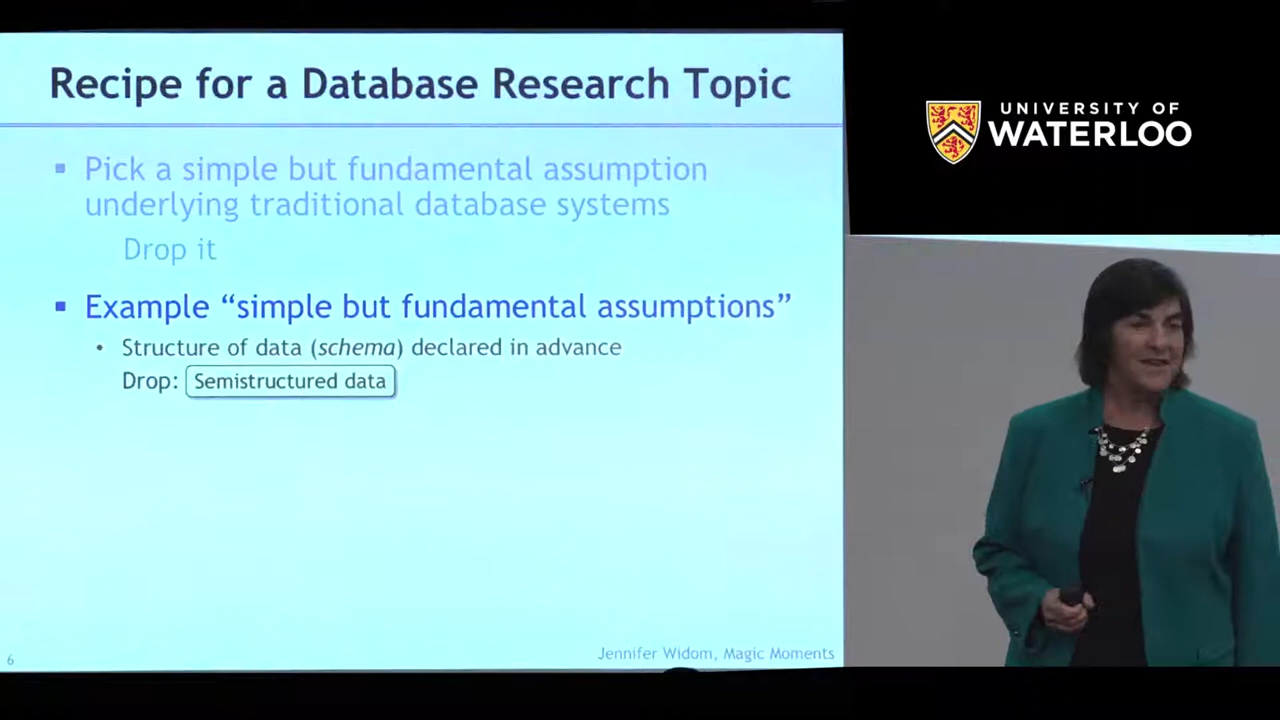 Recipe for a Database Research Topic
▪ Pick a simple but fundamental assumption
underlying traditional database systems
Drop it
▪ Example “simple but fundamental assumptions”
• Structure of data (schema) declared in advance
Drop: Semistructured data
6
Jennifer Widom, Magic Moments
UNIVERSITY OF
WATERLOO